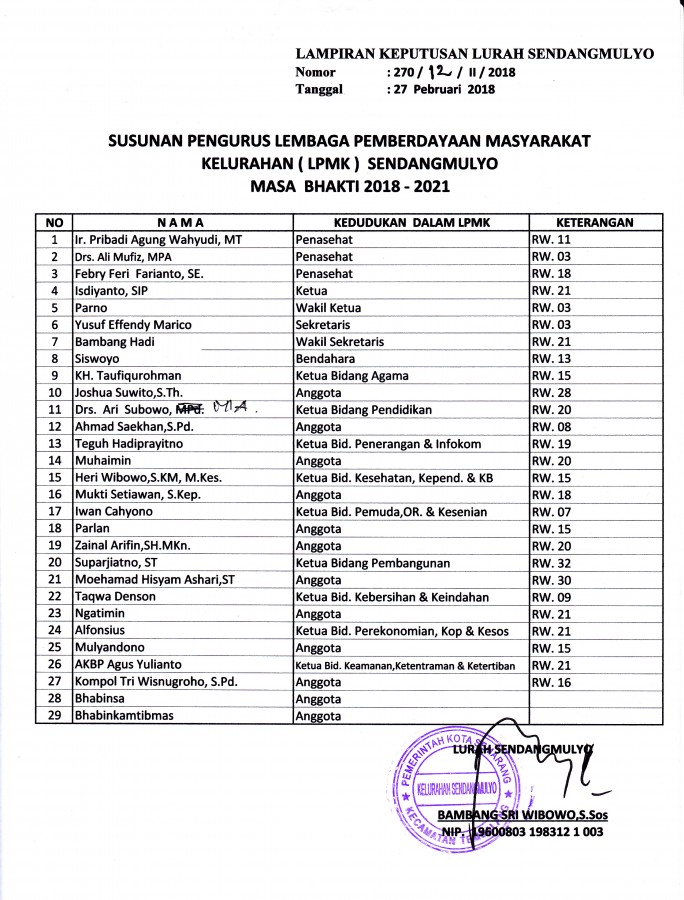 LAMPIRAN KEPUTUSAN LURAH SENDANGMULYO
Nomor : 270 / 12 / II / 2018
Tanggal : 27 Pebruari 2018
SUSUNAN PENGURUS LEMBAGA PEMBERDAYAAN MASYARAKAT
KELURAHAN ( LPMK ) SENDANGMULYO
MASA BHAKTI 2018 - 2021
NO N A M A KEDUDUKAN DALAM LPMK KETERANGAN
1 Ir. Pribadi Agung Wahyudi, MT Penasehat RW. 11
2 Drs. Ali Mufiz, MPA Penasehat RW. 03
3 Febry Feri Farianto, SE. Penasehat RW. 18
4 Isdiyanto, SIP Ketua RW. 21
5 Parno Wakil Ketua RW. 03
6 Yusuf Effendy Marico Sekretaris RW. 03
7 Bambang Hadi Wakil Sekretaris RW. 21
8 Siswoyo Bendahara RW. 13
9 KH. Taufiqurohman Ketua Bidang Agama RW. 15
10 Joshua Suwito,S.Th. Anggota RW. 28
11 Drs. Ari Subowo, MPd. MA . Ketua Bidang Pendidikan RW. 20
12 Ahmad Saekhan,S.Pd. Anggota RW. 08
13 Teguh Hadiprayitno Ketua Bid. Penerangan & Infokom RW. 19
14 Muhaimin Anggota RW. 20
15 Heri Wibowo,S.KM, M.Kes. Ketua Bid. Kesehatan, Kepend. & KB RW. 15
16 Mukti Setiawan, S.Kep. Anggota RW. 18
17 Iwan Cahyono Ketua Bid. Pemuda,OR. & Kesenian RW. 07
18 Parlan Anggota RW. 15
19 Zainal Arifin,SH.MKn. Anggota RW. 20
20 Suparjiatno, ST Ketua Bidang Pembangunan RW. 32
21 Moehamad Hisyam Ashari,ST Anggota RW. 30
22 Taqwa Denson Ketua Bid. Kebersihan & Keindahan RW. 09
23 Ngatimin Anggota RW. 21
24 Alfonsius Ketua Bid. Perekonomian, Kop & Kesos RW. 21
25 Mulyandono Anggota RW. 15
26 AKBP Agus Yulianto Ketua Bid. Keamanan,Ketentraman & Ketertiban RW. 21
27 Kompol Tri Wisnugroho, S.Pd. Anggota RW. 16
28 Bhabinsa Anggota
29 Bhabinkamtibmas Anggota
LURAH SENDANGMULYO
PEMERINTAH KOTA SEMARANG
KELURAHAN SENDANGMULYO
KECAMATAN TEMBALANG
BAMBANG SRI WIBOWO,S.Sos
NIP. 19600803 198312 1 003